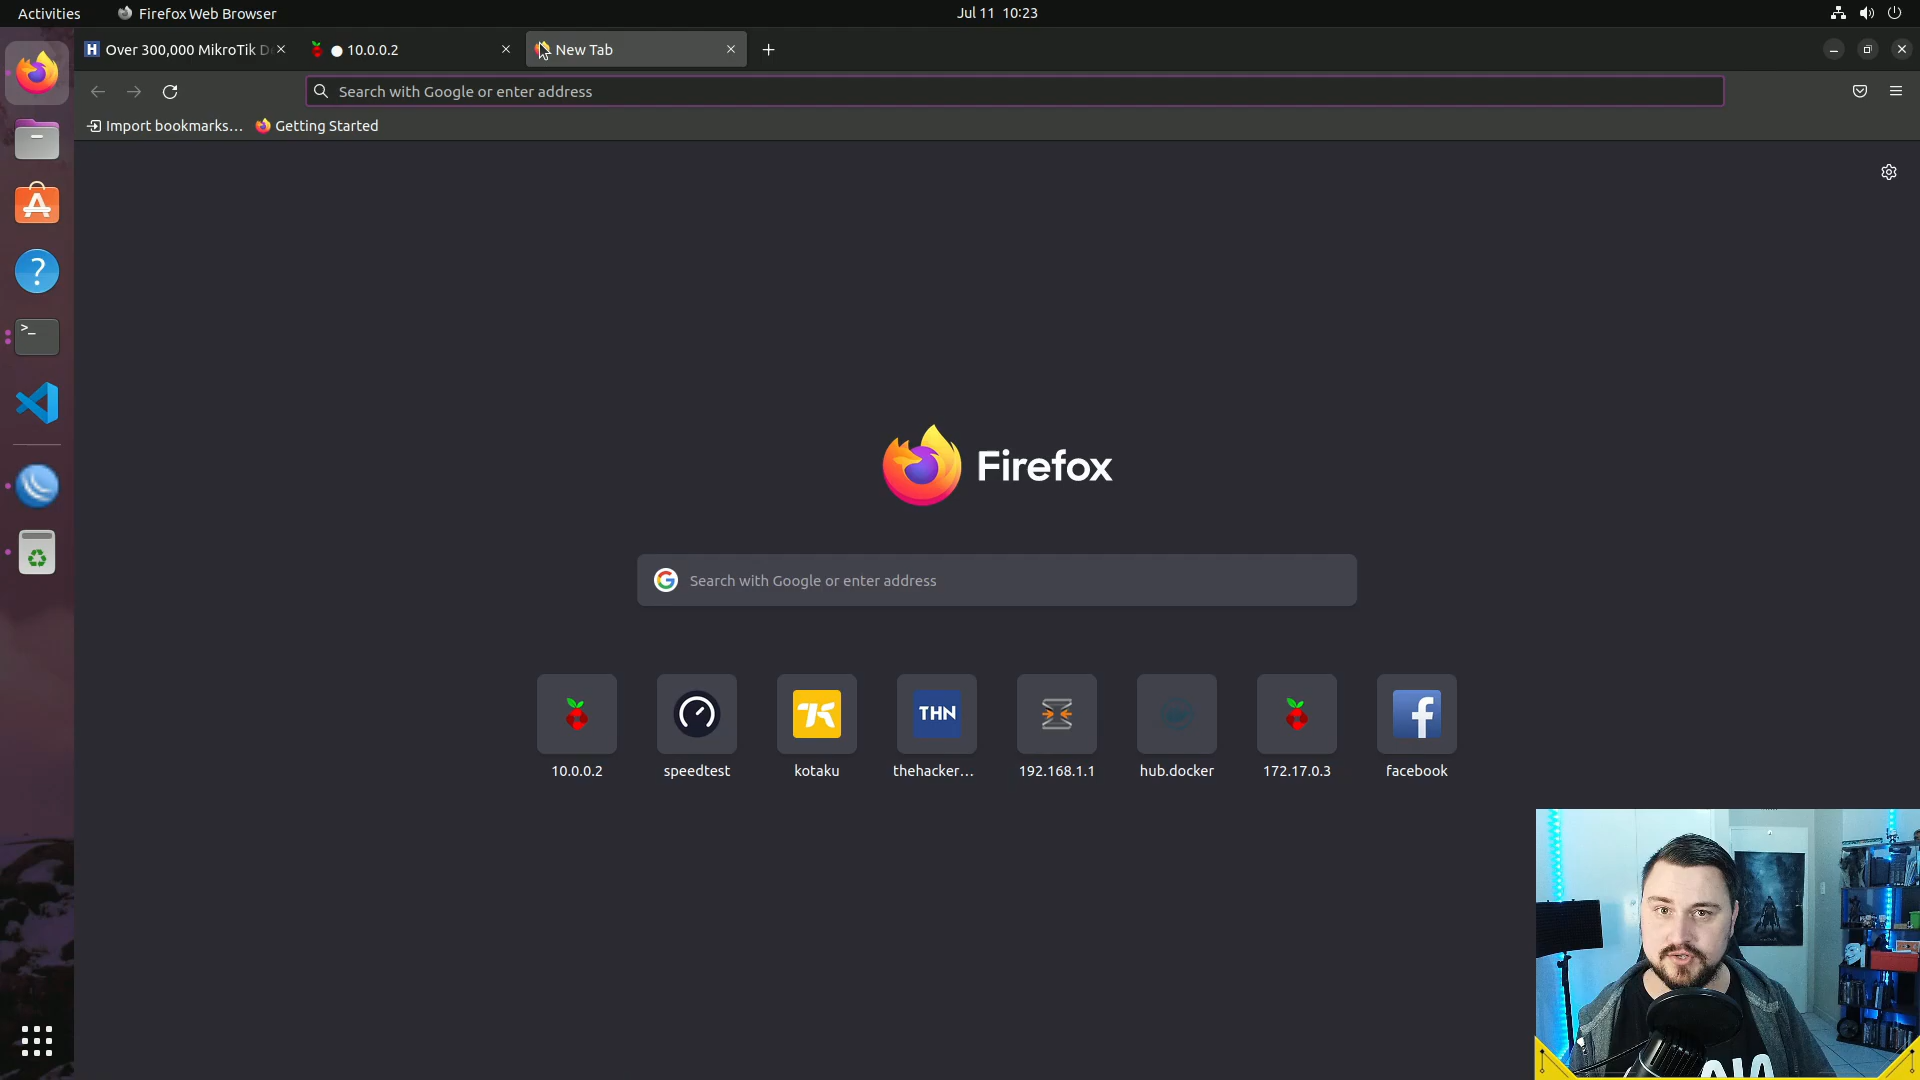 Activities
Firefox Web Browser
Jul 11 10:23
H Over 300,000 MikroTik D
10.0.0.2
New Tab
Search with Google or enter address
Import bookmarks...
Getting Started
Firefox
Search with Google or enter address
THN
10.0.0.2
speedtest
kotaku
thehacker...
192.168.1.1
hub.docker
172.17.0.3
facebook